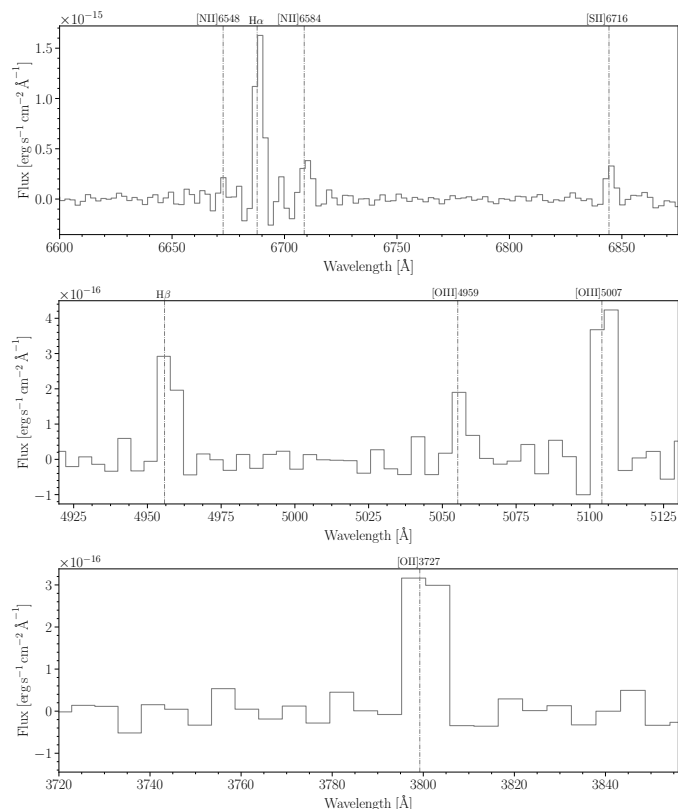 ×10⁻¹⁵
[NII]6548 Hα [NII]6584 [SII]6716
1.5
1.0
0.5
0.0
Flux [erg s⁻¹ cm⁻² Å⁻¹]
6600 6650 6700 6750 6800 6850
Wavelength [Å]
×10⁻¹⁶
Hβ [OIII]4959 [OIII]5007
4
3
2
1
0
−1
Flux [erg s⁻¹ cm⁻² Å⁻¹]
4925 4950 4975 5000 5025 5050 5075 5100 5125
Wavelength [Å]
×10⁻¹⁶
[OII]3727
3
2
1
0
−1
Flux [erg s⁻¹ cm⁻² Å⁻¹]
3720 3740 3760 3780 3800 3820 3840
Wavelength [Å]